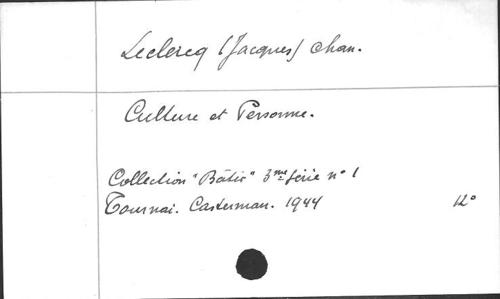 Leclercq (Jacques) chan.
Culture et Personne.
Collection "Bâtir" 3me série n° 1
Tournai. Casterman. 1944 12°